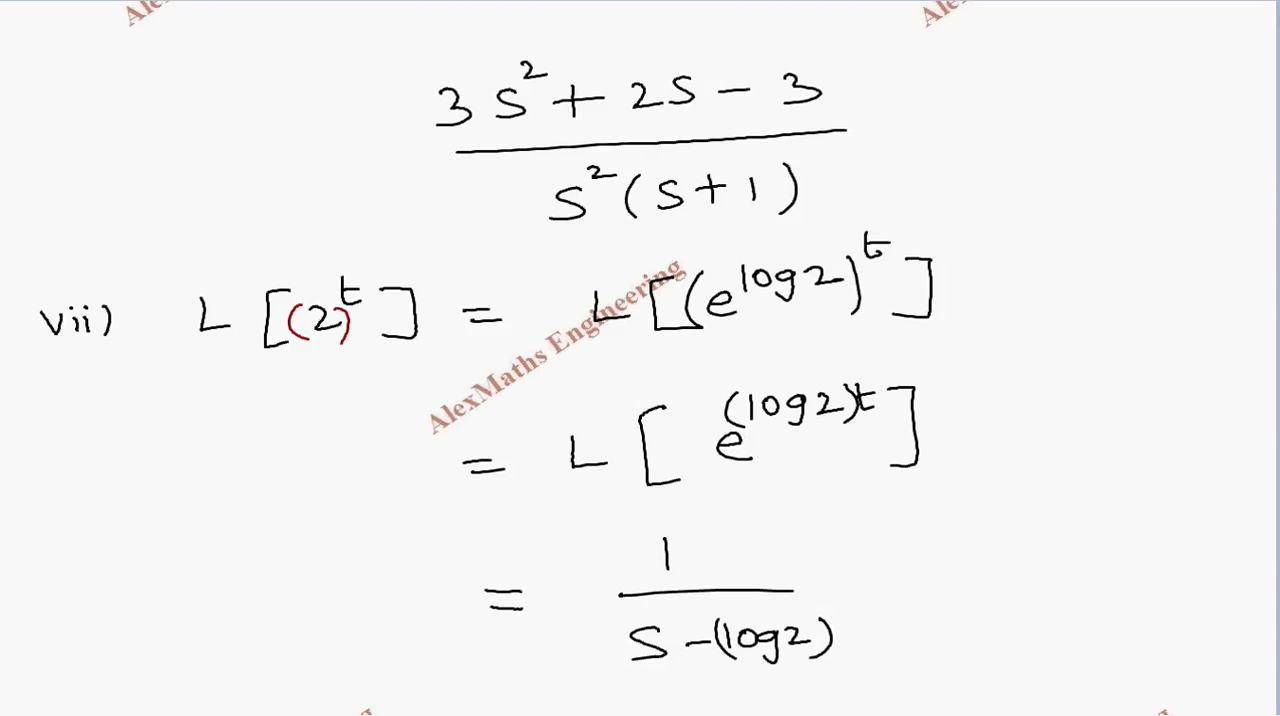 3s² + 2s - 3
s² (s + 1)
vii) L [(2)^t] = L [(e^log2)^t]
= L [e^(log2)t]
= 1
s - (log2)
AlexMaths Engineering